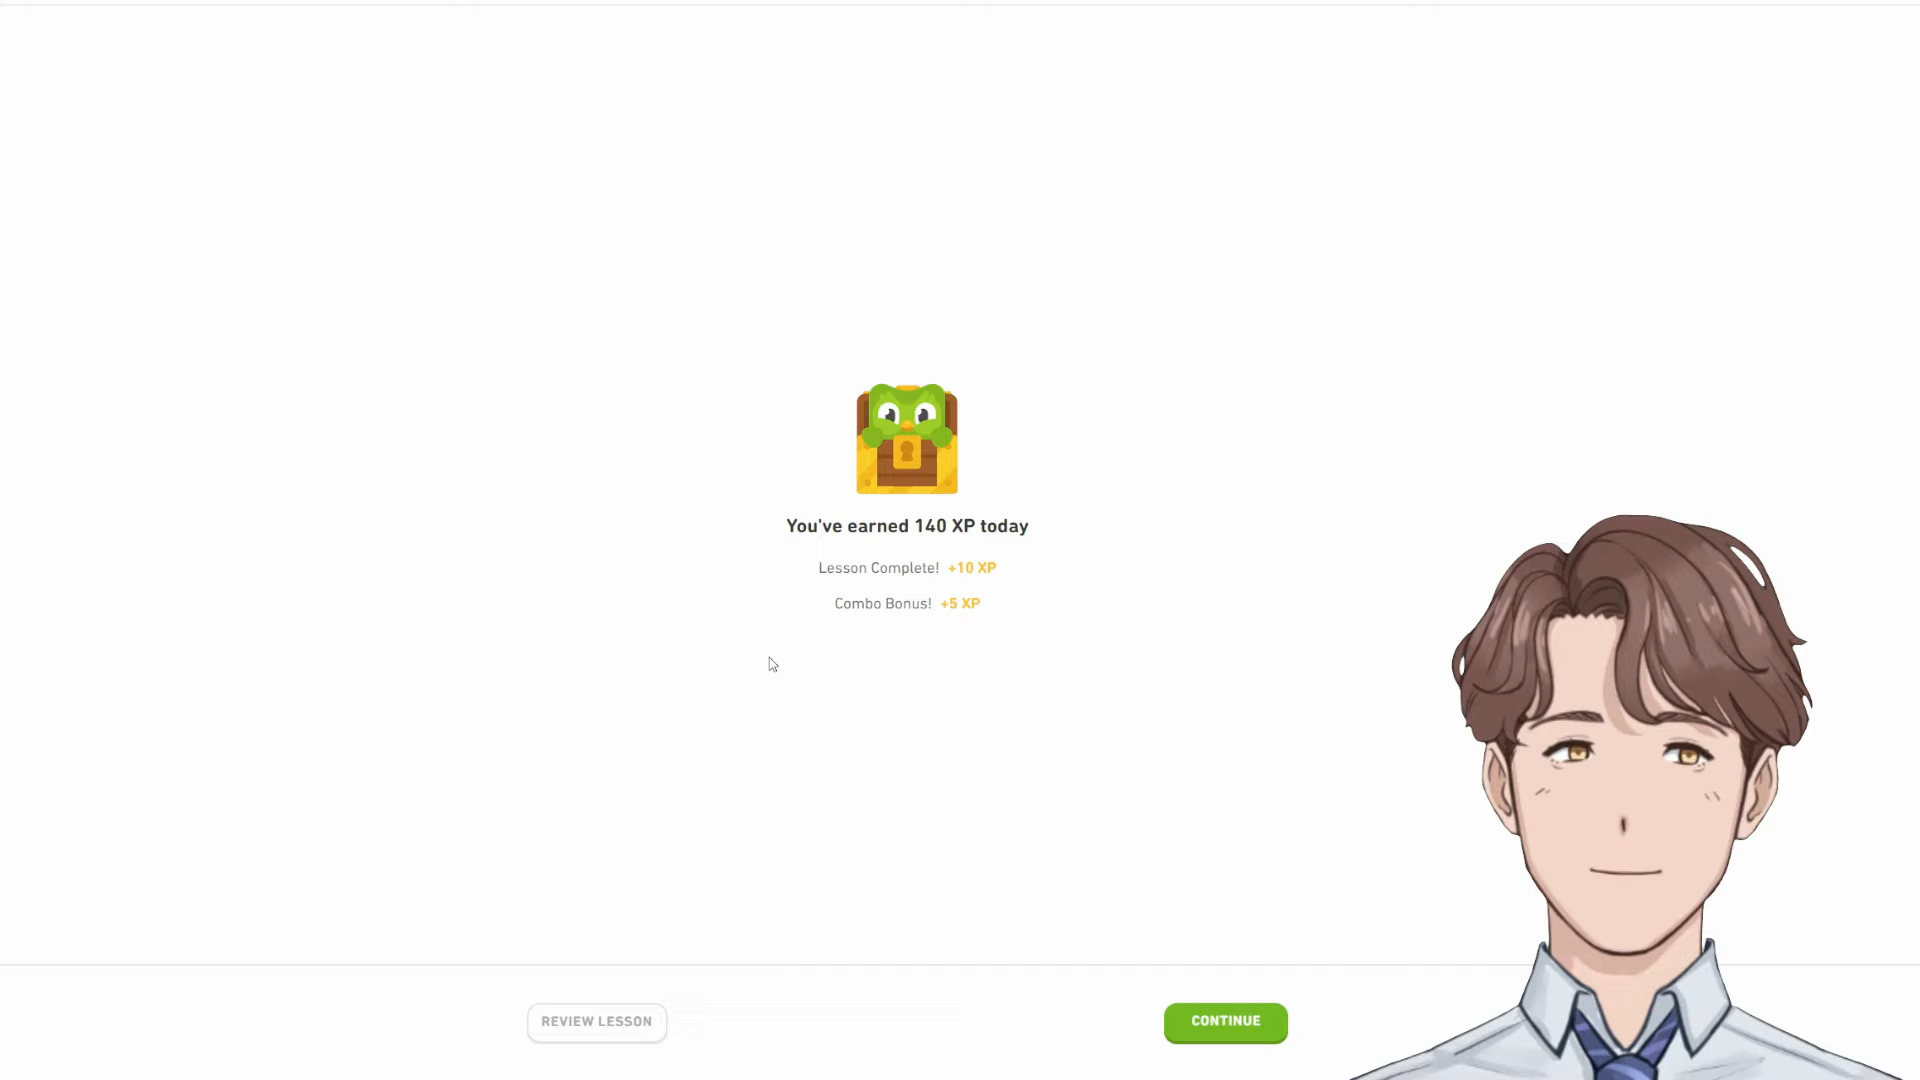 You've earned 140 XP today
Lesson Complete! +10 XP
Combo Bonus! +5 XP
REVIEW LESSON
CONTINUE